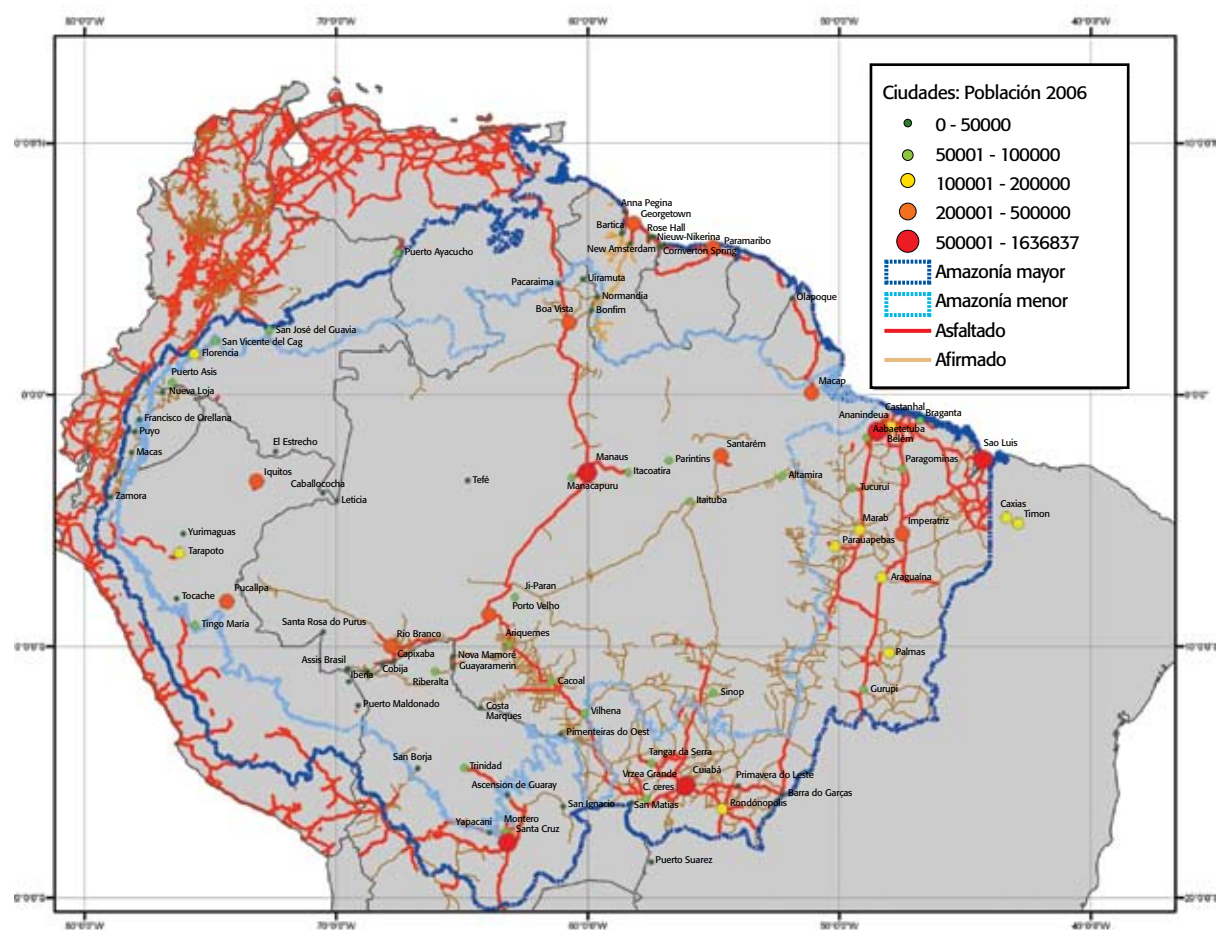 Ciudades: Población 2006
0 - 50000
50001 - 100000
100001 - 200000
200001 - 500000
500001 - 1636837
Amazonía mayor
Amazonía menor
Asfaltado
Afirmado
Anna Pegina
Georgetown
Bartica
Rose Hall
Nieuw-Nikerina
Paramaribo
New Amsterdam
Corriverton Spring
Puerto Ayacucho
Pacaraima
Uiramuta
Normandia
Olapoque
Boa Vista
Bonfim
San José del Guavia
San Vicente del Cag
Florencia
Puerto Asis
Nueva Loja
Macap
Castanhal
Ananindeua
Braganta
Francisco de Orellana
Puyo
Aabaetetuba
Belém
Macas
El Estrecho
Manaus
Parintins
Santarém
Sao Luis
Iquitos
Itacoatira
Altamira
Paragominas
Zamora
Caballococha
Leticia
Tefé
Manacapuru
Itaituba
Tucurui
Caxias
Timon
Yurimaguas
Marab
Imperatriz
Tarapoto
Parauapebas
Pucallpa
Ji-Paran
Araguaína
Tocache
Porto Velho
Tingo María
Santa Rosa do Purus
Río Branco
Ariquemes
Capixaba
Nova Mamoré
Palmas
Assis Brasil
Cobija
Guayaramerin
Iberia
Riberalta
Cacoal
Sinop
Gurupi
Puerto Maldonado
Costa
Marques
Vilhena
Pimenteiras do Oest
San Borja
Trinidad
Tangar da Serra
Ascension de Guaray
Vrzea Grande
Cuiabá
Primavera do Leste
C. ceres
Barra do Garças
San Ignacio
San Matias
Rondónopolis
Yapacani
Montero
Santa Cruz
Puerto Suarez